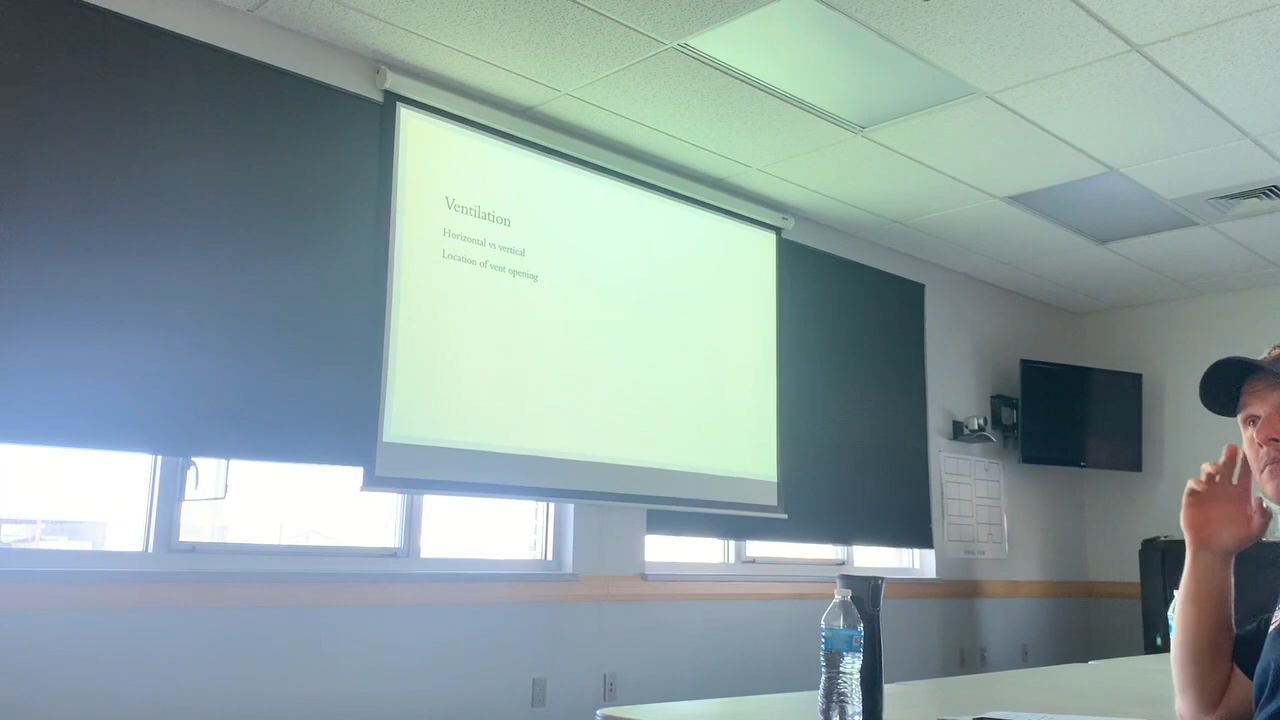 Ventilation
Horizontal vs vertical
Location of vent opening